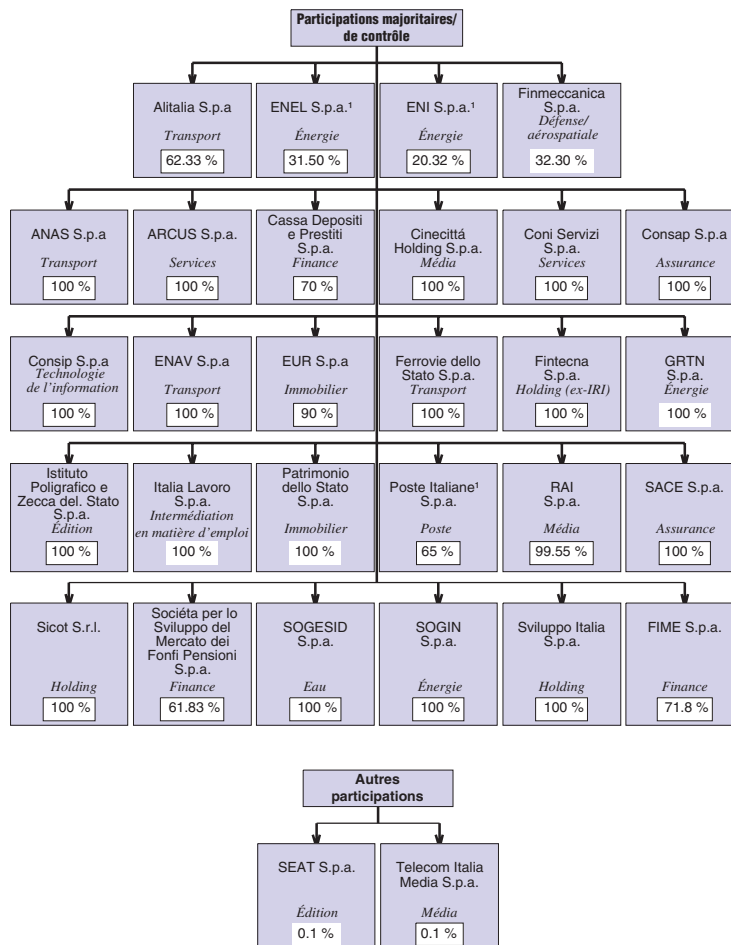 Participations majoritaires/
de contrôle
Alitalia S.p.a
Transport
62.33 %
ENEL S.p.a.¹
Énergie
31.50 %
ENI S.p.a.¹
Énergie
20.32 %
Finmeccanica
S.p.a.
Défense/
aérospatiale
32.30 %
ANAS S.p.a
Transport
100 %
ARCUS S.p.a.
Services
100 %
Cassa Depositi
e Prestiti
S.p.a.
Finance
70 %
Cinecittá
Holding S.p.a.
Média
100 %
Coni Servizi
S.p.a.
Services
100 %
Consap S.p.a
Assurance
100 %
Consip S.p.a
Technologie
de l'information
100 %
ENAV S.p.a
Transport
100 %
EUR S.p.a
Immobilier
90 %
Ferrovie dello
Stato S.p.a.
Transport
100 %
Fintecna
S.p.a.
Holding (ex-IRI)
100 %
GRTN
S.p.a.
Énergie
100 %
Istituto
Poligrafico e
Zecca del. Stato
S.p.a.
Édition
100 %
Italia Lavoro
S.p.a.
Intermédiation
en matière d'emploi
100 %
Patrimonio
dello Stato
S.p.a.
Immobilier
100 %
Poste Italiane¹
S.p.a.
Poste
65 %
RAI
S.p.a.
Média
99.55 %
SACE S.p.a.
Assurance
100 %
Sicot S.r.l.
Holding
100 %
Sociéta per lo
Sviluppo del
Mercato dei
Fonfi Pensioni
S.p.a.
Finance
61.83 %
SOGESID
S.p.a.
Eau
100 %
SOGIN
S.p.a.
Énergie
100 %
Sviluppo Italia
S.p.a.
Holding
100 %
FIME S.p.a.
Finance
71.8 %
Autres
participations
SEAT S.p.a.
Édition
0.1 %
Telecom Italia
Media S.p.a.
Média
0.1 %